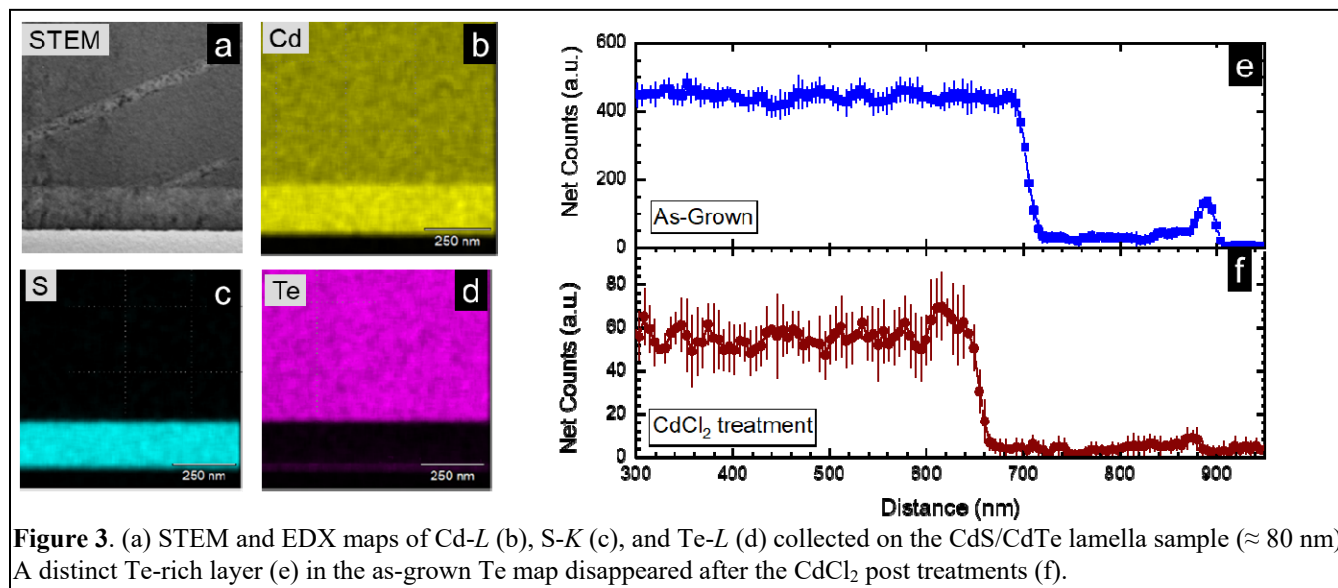 STEM
a
Cd
b
250 nm
S
c
250 nm
Te
d
250 nm
Net Counts (a.u.)
600
400
200
0
As-Grown
e
Net Counts (a.u.)
80
60
40
20
0
CdCl₂ treatment
f
300 400 500 600 700 800 900
Distance (nm)
Figure 3. (a) STEM and EDX maps of Cd-L (b), S-K (c), and Te-L (d) collected on the CdS/CdTe lamella sample (≈ 80 nm)
A distinct Te-rich layer (e) in the as-grown Te map disappeared after the CdCl₂ post treatments (f).